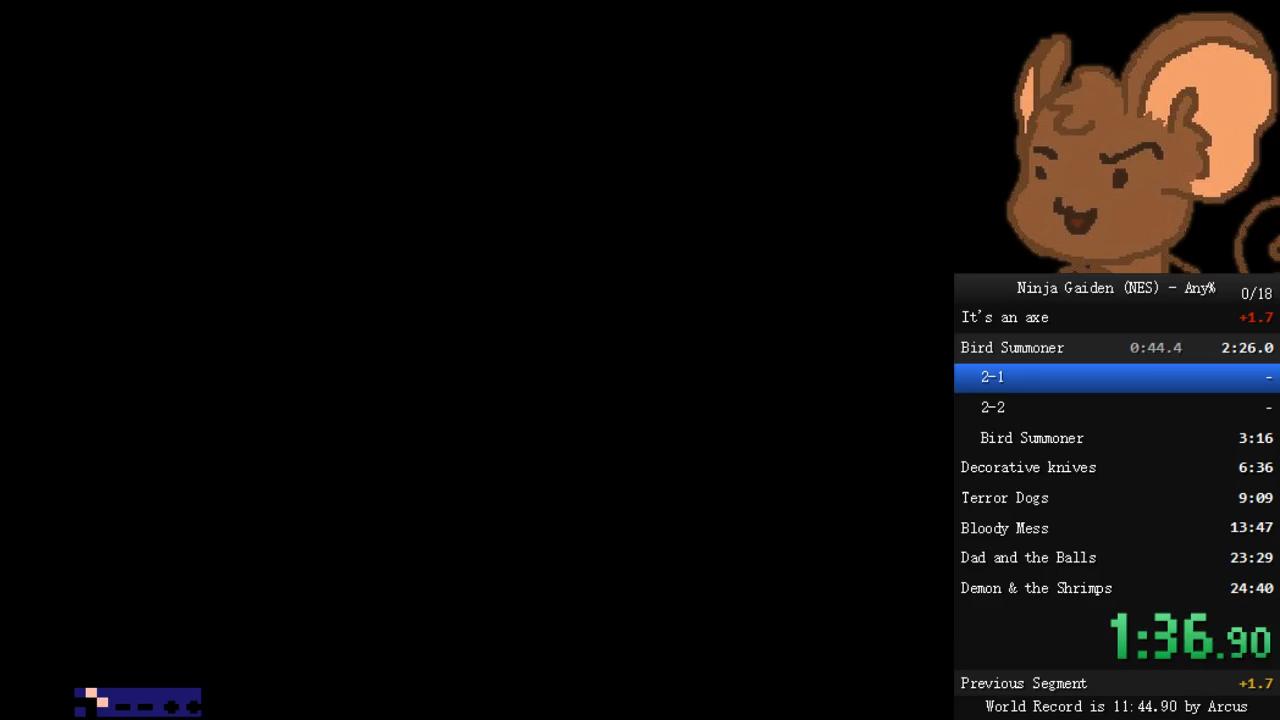 Ninja Gaiden (NES) - Any% 0/18
It's an axe +1.7
Bird Summoner 0:44.4 2:26.0
2-1 -
2-2 -
Bird Summoner 3:16
Decorative knives 6:36
Terror Dogs 9:09
Bloody Mess 13:47
Dad and the Balls 23:29
Demon & the Shrimps 24:40
1:36.90
Previous Segment +1.7
World Record is 11:44.90 by Arcus